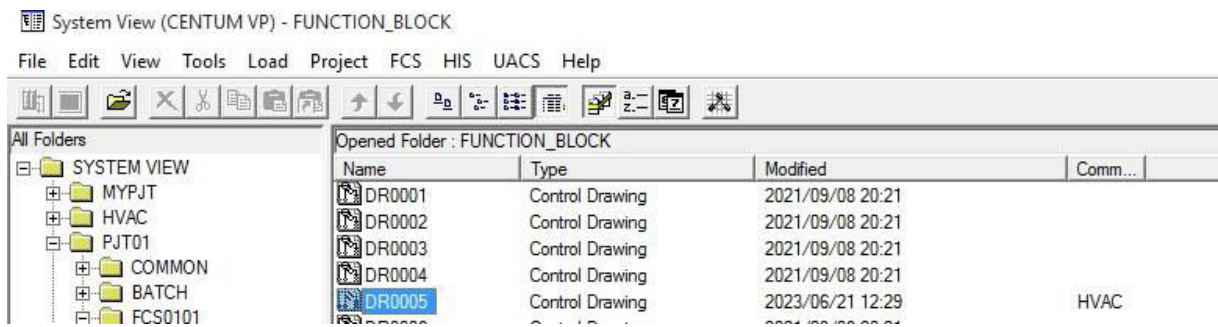 System View (CENTUM VP) - FUNCTION_BLOCK
File Edit View Tools Load Project FCS HIS UACS Help
All Folders
SYSTEM VIEW
MYPJT
HVAC
PJT01
COMMON
BATCH
FCS0101
Opened Folder : FUNCTION_BLOCK
Name Type Modified Comm...
DR0001 Control Drawing 2021/09/08 20:21
DR0002 Control Drawing 2021/09/08 20:21
DR0003 Control Drawing 2021/09/08 20:21
DR0004 Control Drawing 2021/09/08 20:21
DR0005 Control Drawing 2023/06/21 12:29 HVAC